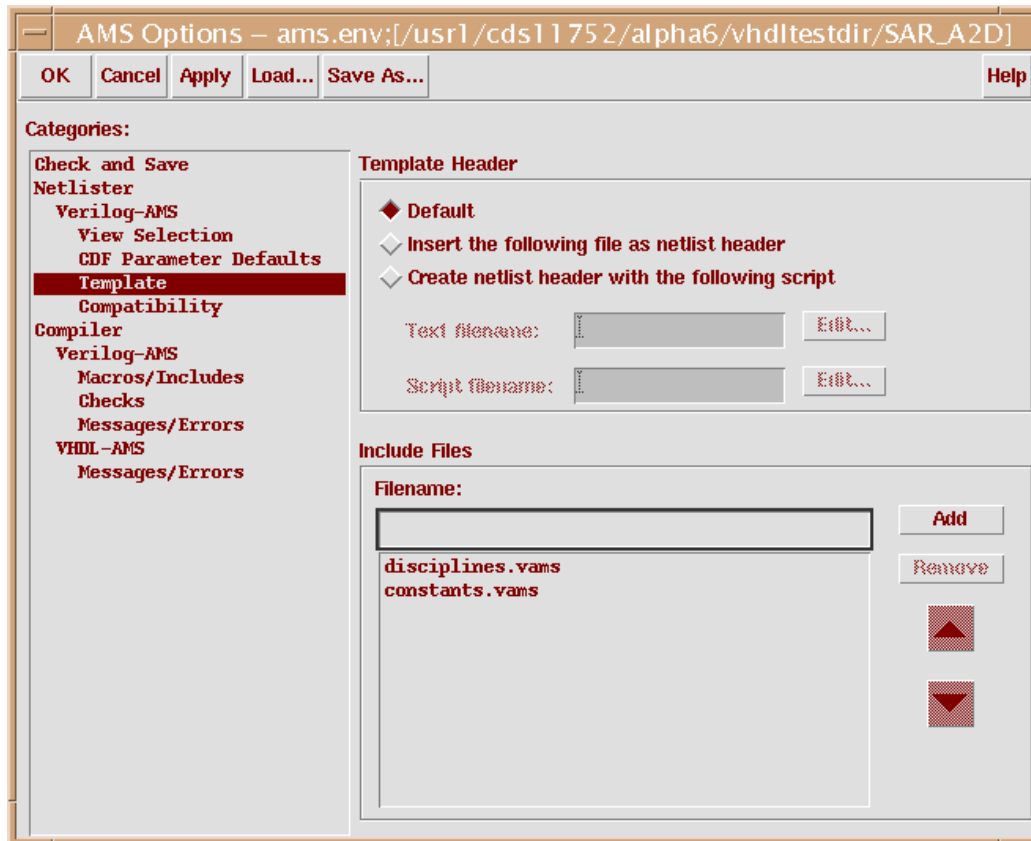 AMS Options – ams.env;[/usr1/cds11752/alpha6/vhdltestdir/SAR_A2D]
OK Cancel Apply Load... Save As... Help
Categories:
Check and Save
Netlister
Verilog-AMS
View Selection
CDF Parameter Defaults
Template
Compatibility
Compiler
Verilog-AMS
Macros/Includes
Checks
Messages/Errors
VHDL-AMS
Messages/Errors
Template Header
Default
Insert the following file as netlist header
Create netlist header with the following script
Text filename: Edit...
Script filename: Edit...
Include Files
Filename:
Add
disciplines.vams
constants.vams
Remove